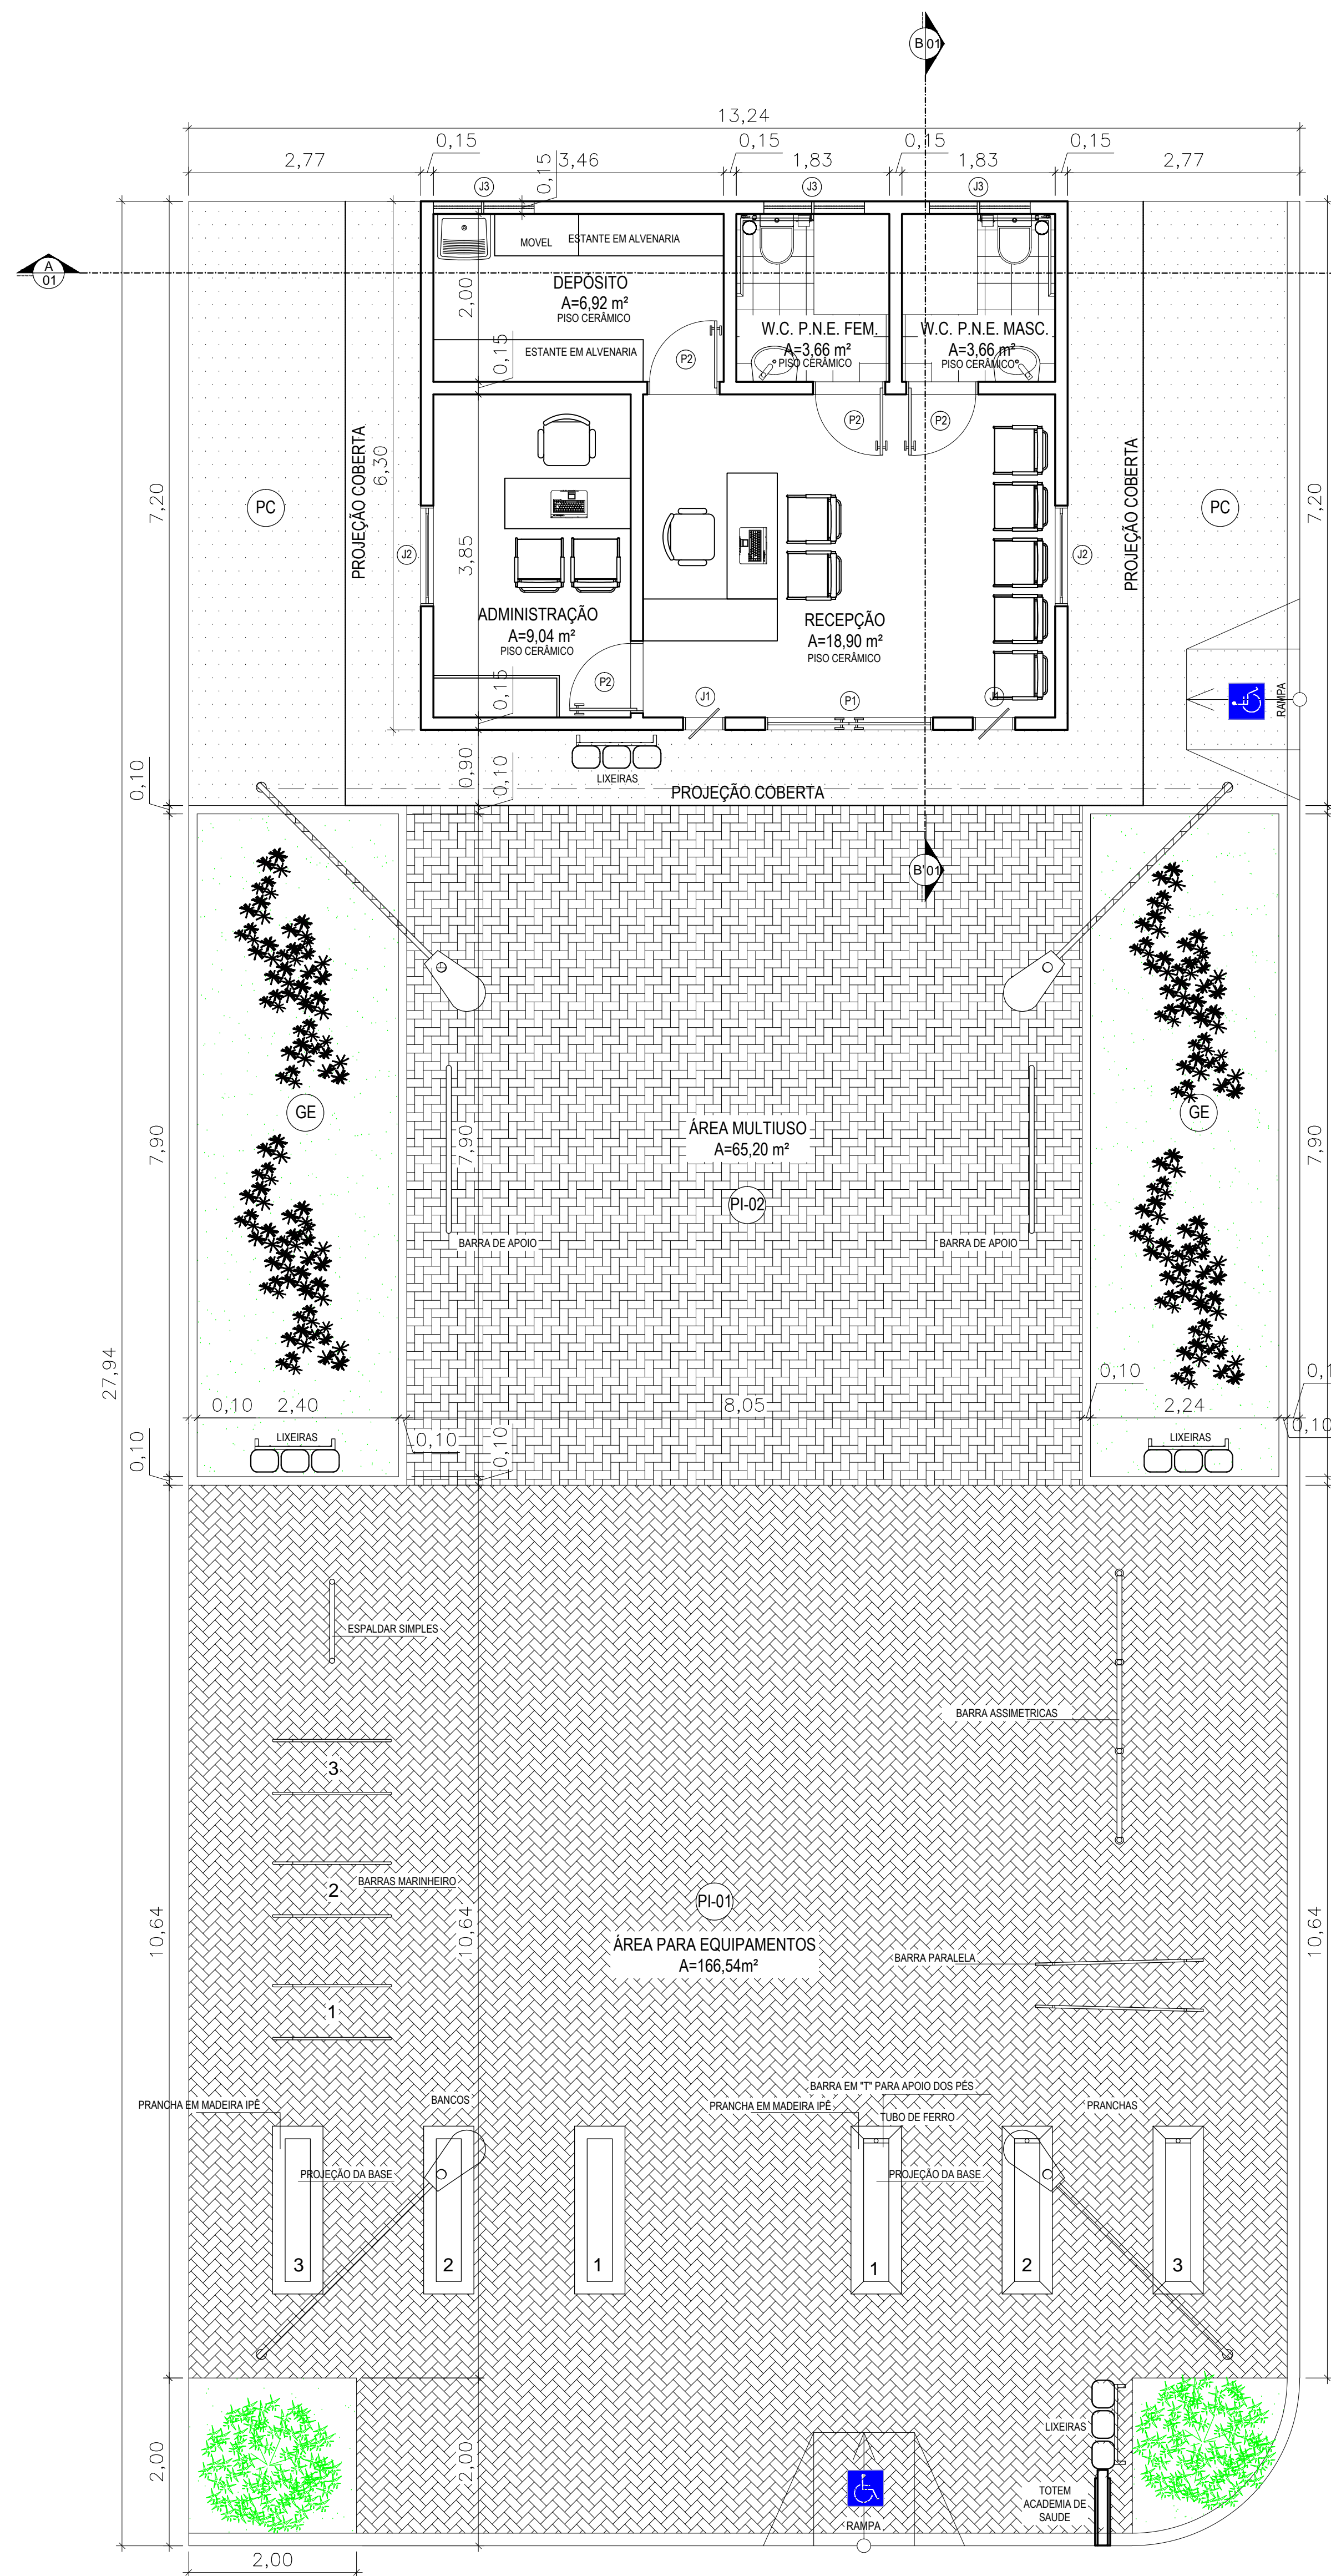 B 01
13,24
2,77
0,15
3,46
0,15
0,15
1,83
0,15
1,83
0,15
2,77
J3
J3
J3
A
01
MOVEL
ESTANTE EM ALVENARIA
DEPÓSITO
A=6,92 m²
PISO CERÂMICO
2,00
ESTANTE EM ALVENARIA
0,15
P2
W.C. P.N.E. FEM.
A=3,66 m²
PISO CERÂMICO
W.C. P.N.E. MASC.
A=3,66 m²
PISO CERÂMICO
P2
P2
7,20
PC
PROJEÇÃO COBERTA
6,30
J2
3,85
ADMINISTRAÇÃO
A=9,04 m²
PISO CERÂMICO
RECEPÇÃO
A=18,90 m²
PISO CERÂMICO
J2
PROJEÇÃO COBERTA
PC
7,20
0,15
P2
J1
P1
J1
RAMPA
0,10
0,90
0,10
LIXEIRAS
PROJEÇÃO COBERTA
B' 01
GE
GE
7,90
7,90
7,90
ÁREA MULTIUSO
A=65,20 m²
PI-02
BARRA DE APOIO
BARRA DE APOIO
27,94
0,10
2,40
0,10
8,05
0,10
2,24
0,10
LIXEIRAS
LIXEIRAS
0,10
0,10
ESPALDAR SIMPLES
BARRA ASSIMETRICAS
3
2
BARRAS MARINHEIRO
1
10,64
10,64
10,64
PI-01
ÁREA PARA EQUIPAMENTOS
A=166,54m²
BARRA PARALELA
BARRA EM "T" PARA APOIO DOS PÉS
PRANCHA EM MADEIRA IPÊ
BANCOS
PRANCHA EM MADEIRA IPÊ
TUBO DE FERRO
PRANCHAS
PROJEÇÃO DA BASE
PROJEÇÃO DA BASE
3
2
1
1
2
3
2,00
2,00
LIXEIRAS
TOTEM
ACADEMIA DE
SAUDE
RAMPA
2,00